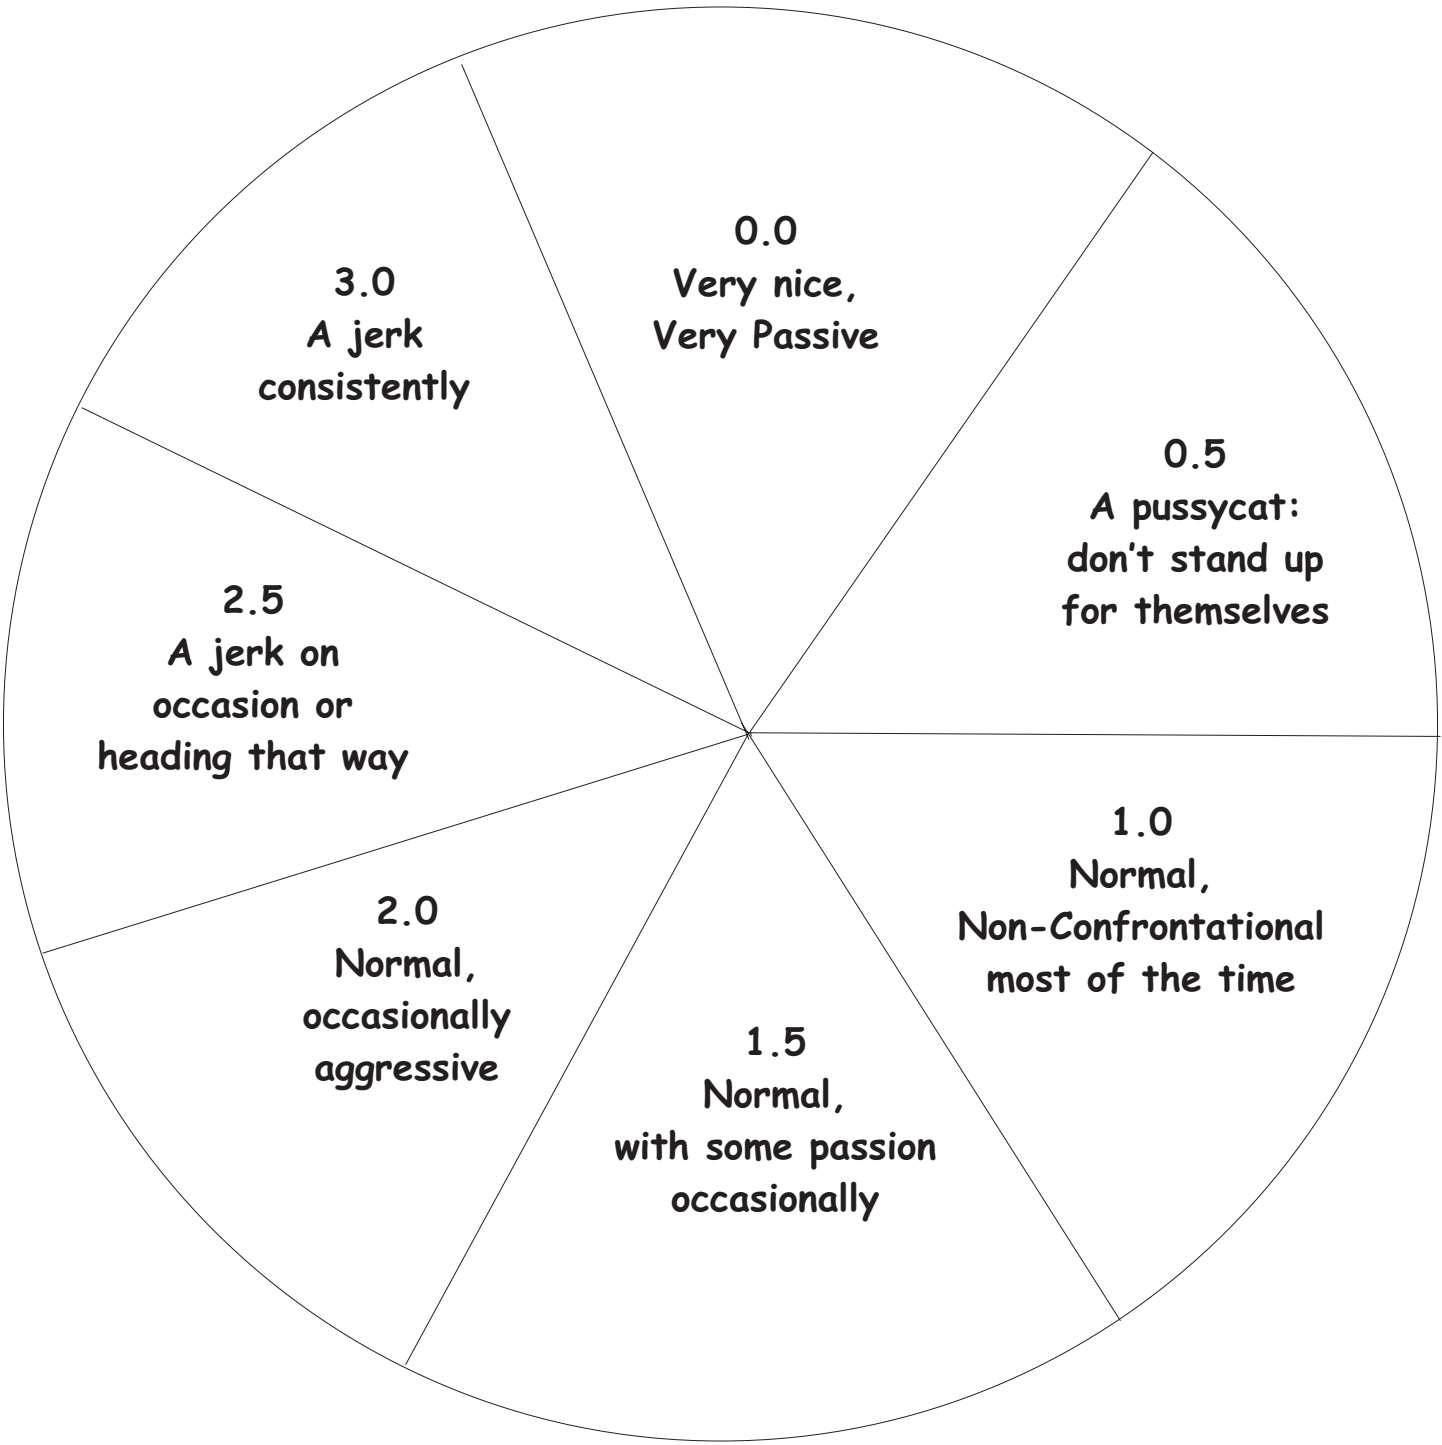 0.0
Very nice,
Very Passive
0.5
A pussycat:
don't stand up
for themselves
1.0
Normal,
Non-Confrontational
most of the time
1.5
Normal,
with some passion
occasionally
2.0
Normal,
occasionally
aggressive
2.5
A jerk on
occasion or
heading that way
3.0
A jerk
consistently